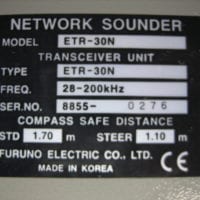 NETWORK SOUNDER
MODEL ETR-30N
TRANSCEIVER UNIT
TYPE ETR-30N
FREQ. 28-200kHz
SER.NO. 8855- 0276
COMPASS SAFE DISTANCE
STD 1.70 m STEER 1.10 m
FURUNO ELECTRIC CO., LTD.
MADE IN KOREA CE